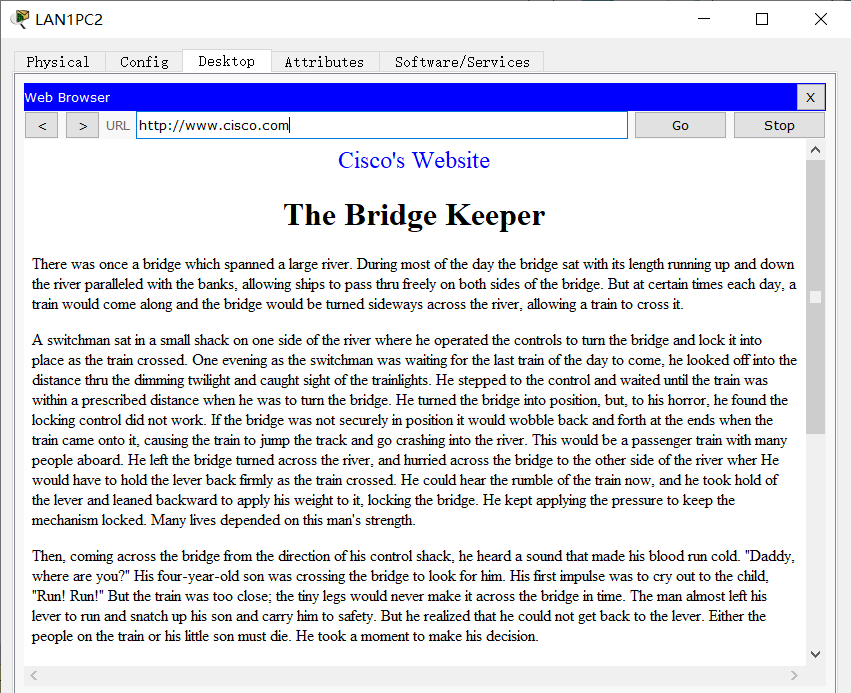 LAN1PC2
Physical Config Desktop Attributes Software/Services
Web Browser X
< > URL http://www.cisco.com Go Stop
Cisco's Website
The Bridge Keeper
There was once a bridge which spanned a large river. During most of the day the bridge sat with its length running up and down
the river paralleled with the banks, allowing ships to pass thru freely on both sides of the bridge. But at certain times each day, a
train would come along and the bridge would be turned sideways across the river, allowing a train to cross it.
A switchman sat in a small shack on one side of the river where he operated the controls to turn the bridge and lock it into
place as the train crossed. One evening as the switchman was waiting for the last train of the day to come, he looked off into the
distance thru the dimming twilight and caught sight of the trainlights. He stepped to the control and waited until the train was
within a prescribed distance when he was to turn the bridge. He turned the bridge into position, but, to his horror, he found the
locking control did not work. If the bridge was not securely in position it would wobble back and forth at the ends when the
train came onto it, causing the train to jump the track and go crashing into the river. This would be a passenger train with many
people aboard. He left the bridge turned across the river, and hurried across the bridge to the other side of the river wher He
would have to hold the lever back firmly as the train crossed. He could hear the rumble of the train now, and he took hold of
the lever and leaned backward to apply his weight to it, locking the bridge. He kept applying the pressure to keep the
mechanism locked. Many lives depended on this man's strength.
Then, coming across the bridge from the direction of his control shack, he heard a sound that made his blood run cold. "Daddy,
where are you?" His four-year-old son was crossing the bridge to look for him. His first impulse was to cry out to the child,
"Run! Run!" But the train was too close; the tiny legs would never make it across the bridge in time. The man almost left his
lever to run and snatch up his son and carry him to safety. But he realized that he could not get back to the lever. Either the
people on the train or his little son must die. He took a moment to make his decision.